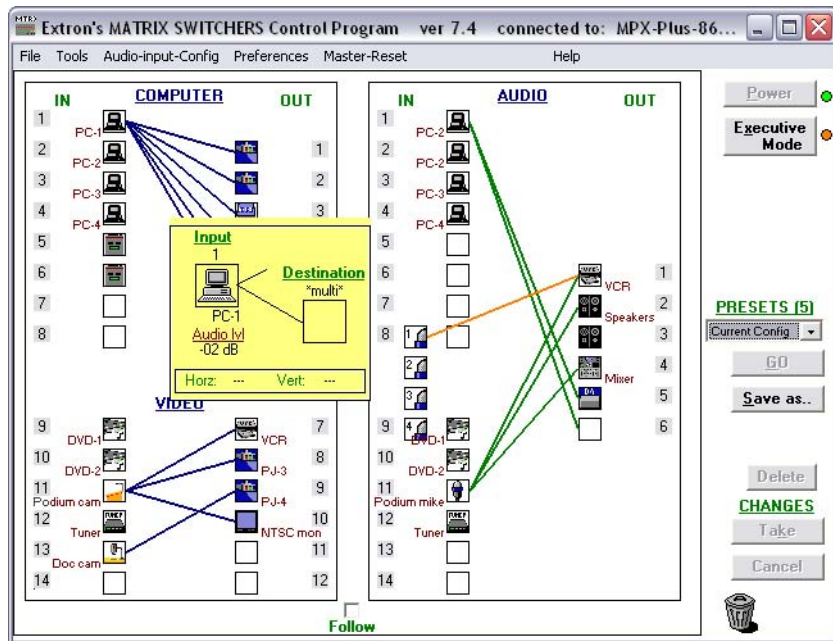 MTRX Extron's MATRIX SWITCHERS Control Program ver 7.4 connected to: MPX-Plus-86...
File Tools Audio-input-Config Preferences Master-Reset Help
IN COMPUTER OUT
1 PC-1
2 PC-2 1
3 PC-3 2
4 PC-4 3
5
6
7
8
Input
1
PC-1
Destination
*multi*
Audio lvl
-02 dB
Horz: --- Vert: ---
VIDEO
9 DVD-1 VCR 7
10 DVD-2 PJ-3 8
11 Podium cam PJ-4 9
12 Tuner NTSC mon 10
13 Doc cam 11
14 12
IN AUDIO OUT
1 PC-2
2 PC-2
3 PC-3
4 PC-4
5
6 VCR 1
7 Speakers 2
8 1 3
2 Mixer 4
3 5
9 4 DVD-1 6
10 DVD-2
11 Podium mike
12 Tuner
13
14
Follow
Power
Executive
Mode
PRESETS (5)
Current Config
GO
Save as..
Delete
CHANGES
Take
Cancel